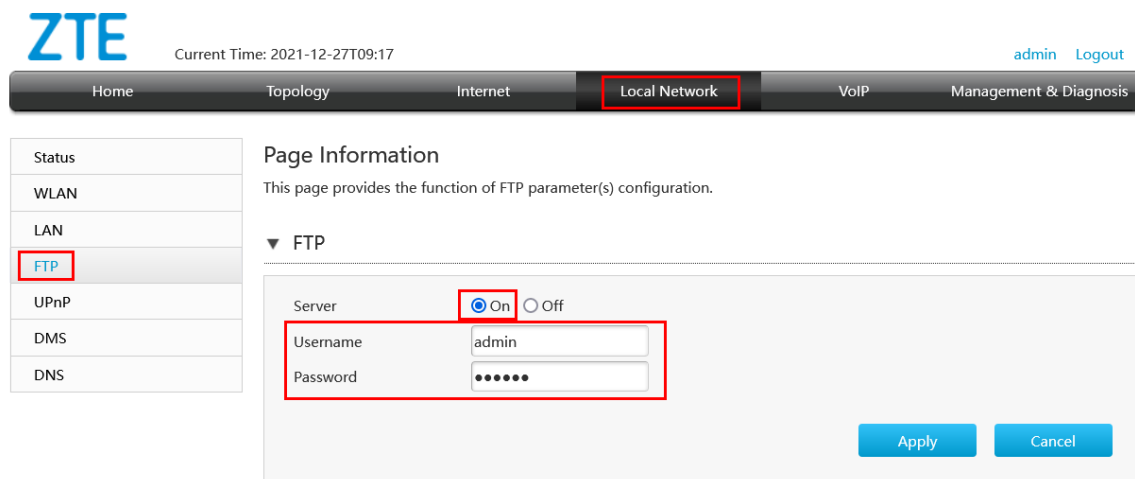 ZTE
Current Time: 2021-12-27T09:17
admin Logout
Home Topology Internet Local Network VoIP Management & Diagnosis
Status
WLAN
LAN
FTP
UPnP
DMS
DNS
Page Information
This page provides the function of FTP parameter(s) configuration.
▼ FTP
Server On Off
Username admin
Password ••••••
Apply Cancel